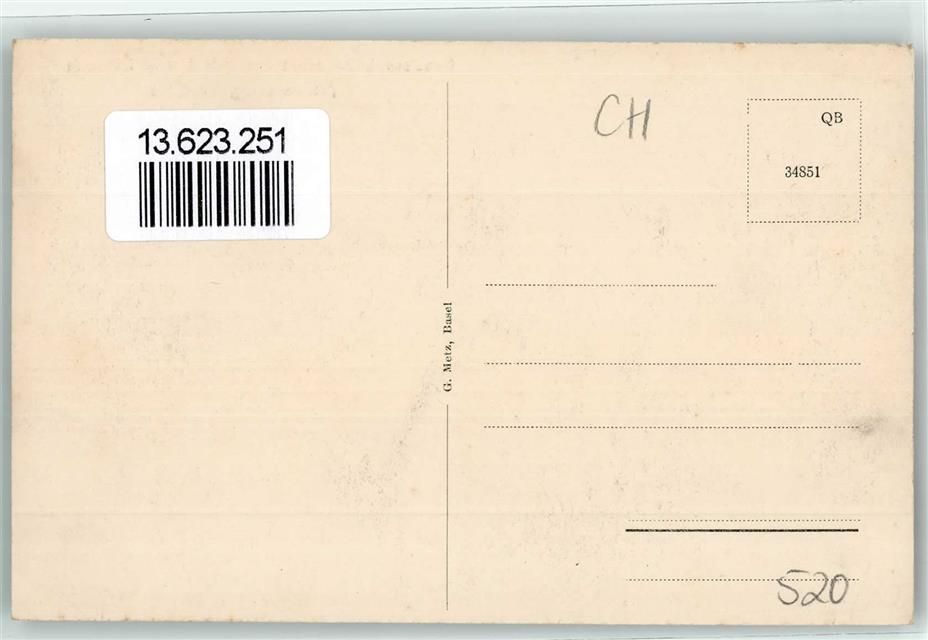 13.623.251
CH
QB
34851
G. Metz, Basel
520